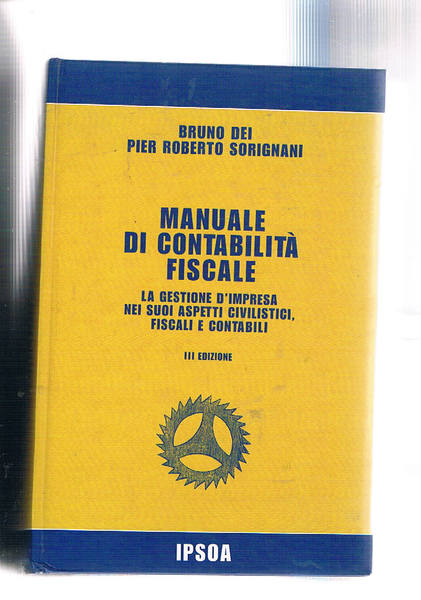 BRUNO DEI
PIER ROBERTO SORIGNANI
MANUALE
DI CONTABILITÀ
FISCALE
LA GESTIONE D'IMPRESA
NEI SUOI ASPETTI CIVILISTICI,
FISCALI E CONTABILI
III EDIZIONE
IPSOA